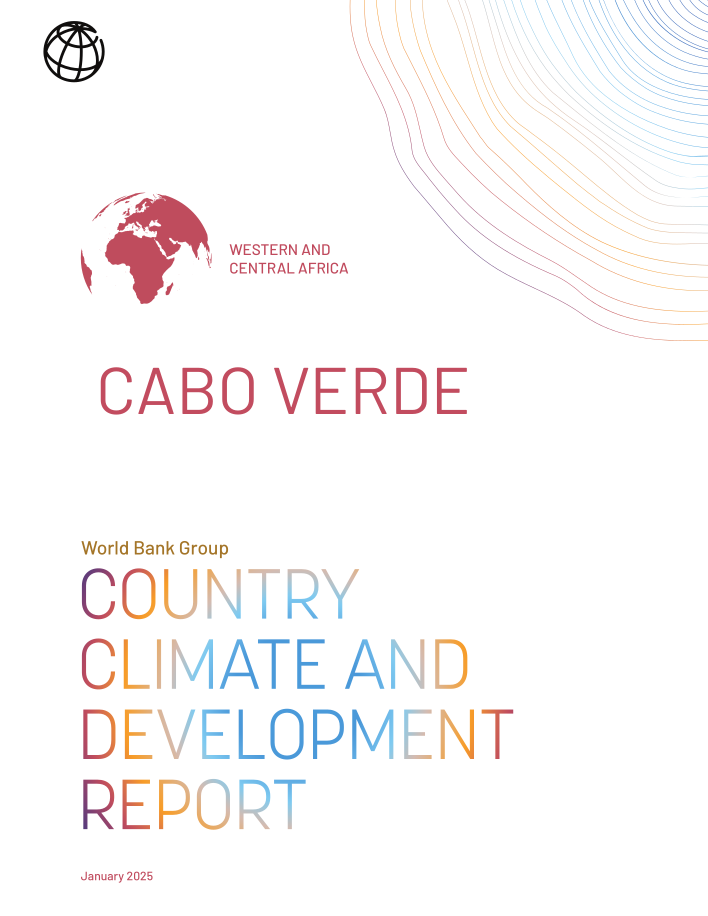 WESTERN AND
CENTRAL AFRICA
CABO VERDE
World Bank Group
COUNTRY
CLIMATE AND
DEVELOPMENT
REPORT
January 2025